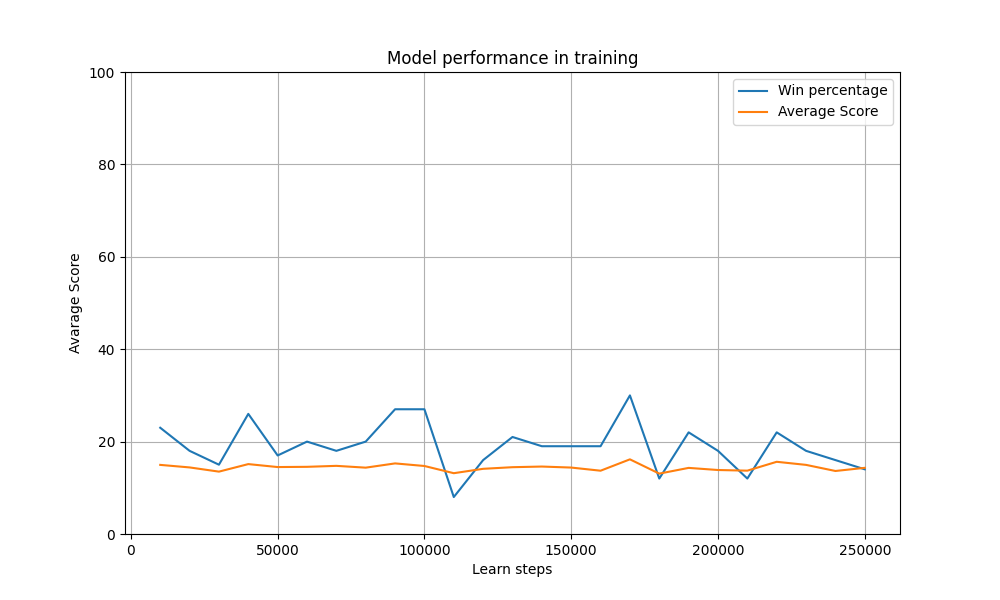 Model performance in training
100
80
60
40
20
0
Avarage Score
Win percentage
Average Score
0
50000
100000
150000
200000
250000
Learn steps